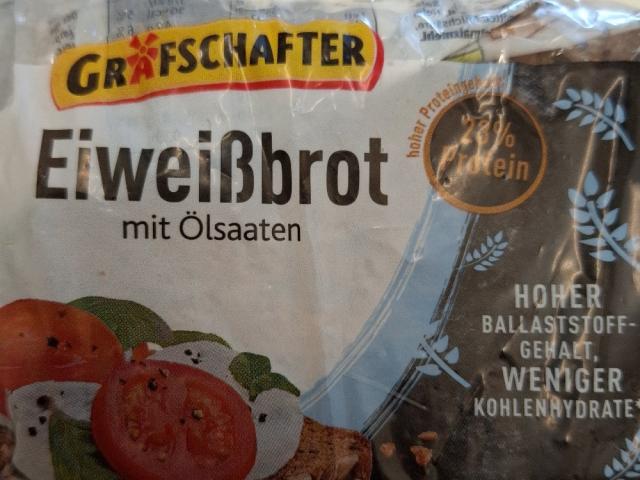 GRAFSCHAFTER
Eiweißbrot
mit Ölsaaten
hoher Proteingehalt
23%
Protein
HOHER
BALLASTSTOFF-
GEHALT,
WENIGER
KOHLENHYDRATE